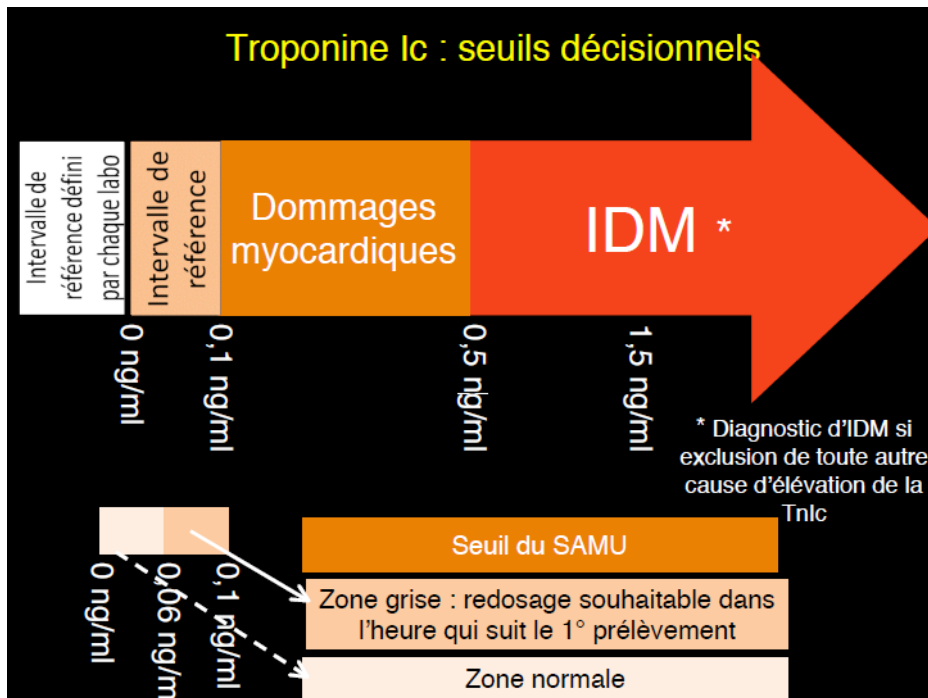 Troponine Ic : seuils décisionnels
Intervalle de
référence défini
par chaque labo
Intervalle de
référence
Dommages
myocardiques
IDM *
0 ng/ml
0,1 ng/ml
0,5 ng/ml
1,5 ng/ml
* Diagnostic d'IDM si
exclusion de toute autre
cause d'élévation de la
TnIc
0 ng/ml
0,06 ng/ml
0,1 ng/ml
Seuil du SAMU
Zone grise : redosage souhaitable dans
l'heure qui suit le 1° prélèvement
Zone normale